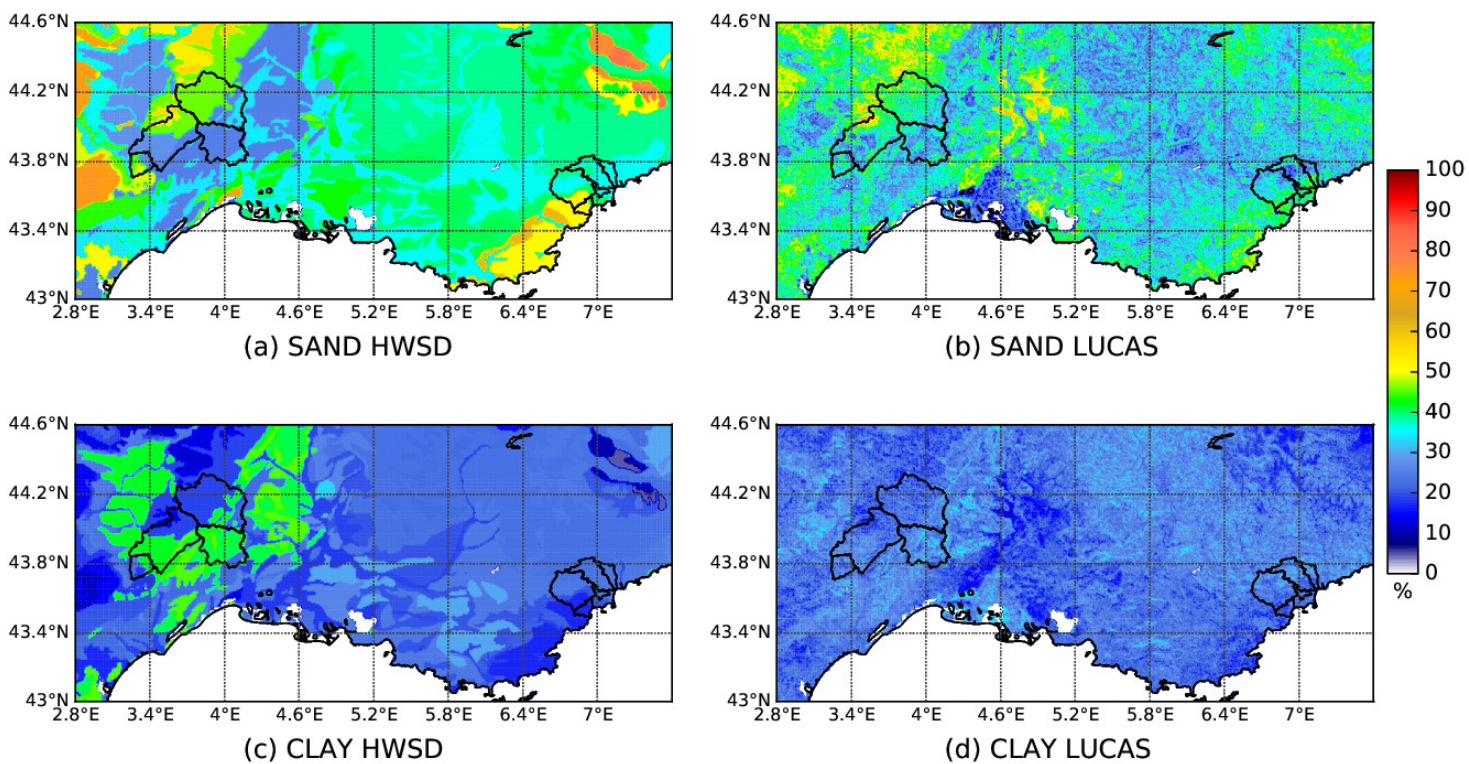 44.6°N
44.2°N
43.8°N
43.4°N
43°N
2.8°E 3.4°E 4°E 4.6°E 5.2°E 5.8°E 6.4°E 7°E
(a) SAND HWSD
44.6°N
44.2°N
43.8°N
43.4°N
43°N
2.8°E 3.4°E 4°E 4.6°E 5.2°E 5.8°E 6.4°E 7°E
(b) SAND LUCAS
44.6°N
44.2°N
43.8°N
43.4°N
43°N
2.8°E 3.4°E 4°E 4.6°E 5.2°E 5.8°E 6.4°E 7°E
(c) CLAY HWSD
44.6°N
44.2°N
43.8°N
43.4°N
43°N
2.8°E 3.4°E 4°E 4.6°E 5.2°E 5.8°E 6.4°E 7°E
(d) CLAY LUCAS
100
90
80
70
60
50
40
30
20
10
0
%